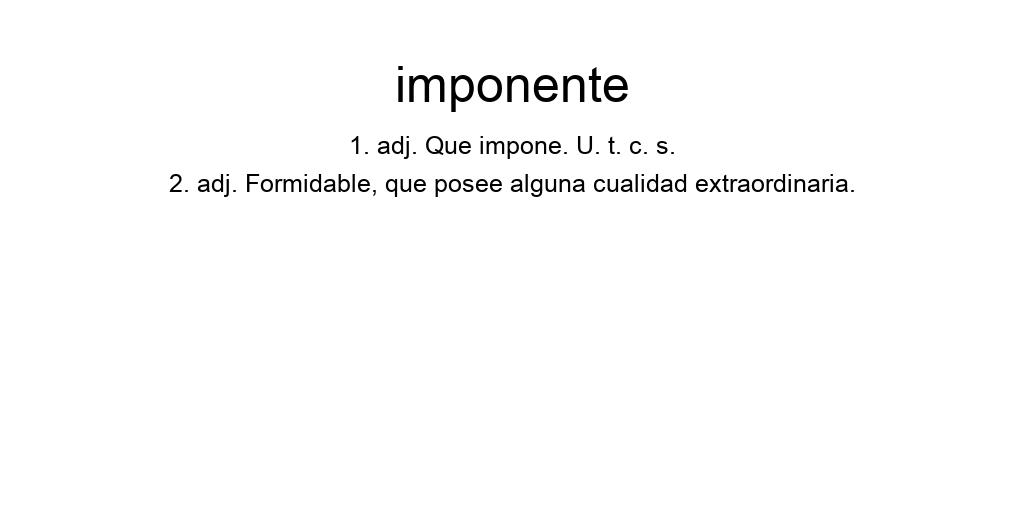 imponente
1. adj. Que impone. U. t. c. s.
2. adj. Formidable, que posee alguna cualidad extraordinaria.